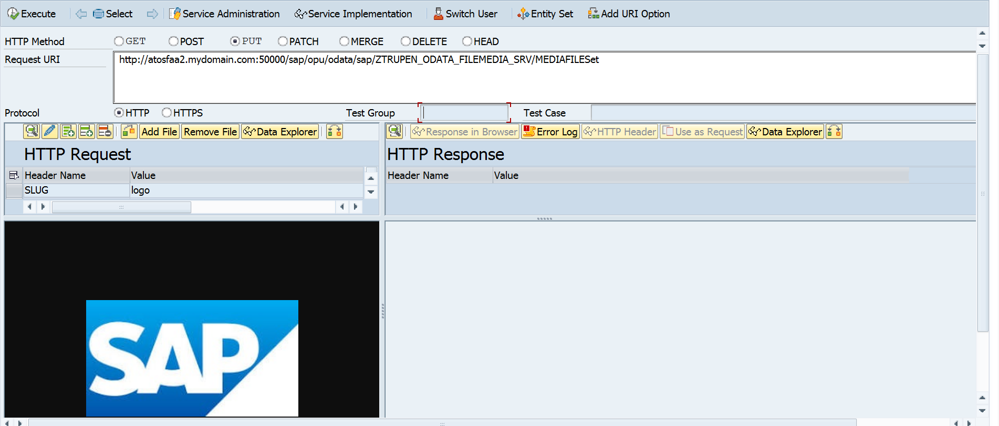 Execute Select Service Administration Service Implementation Switch User Entity Set Add URI Option
HTTP Method GET POST PUT PATCH MERGE DELETE HEAD
Request URI http://atosfaa2.mydomain.com:50000/sap/opu/odata/sap/ZTRUPEN_ODATA_FILEMEDIA_SRV/MEDIAFILESet
Protocol HTTP HTTPS Test Group Test Case
Add File Remove File Data Explorer Response in Browser Error Log HTTP Header Use as Request Data Explorer
HTTP Request HTTP Response
Header Name Value Header Name Value
SLUG logo
SAP